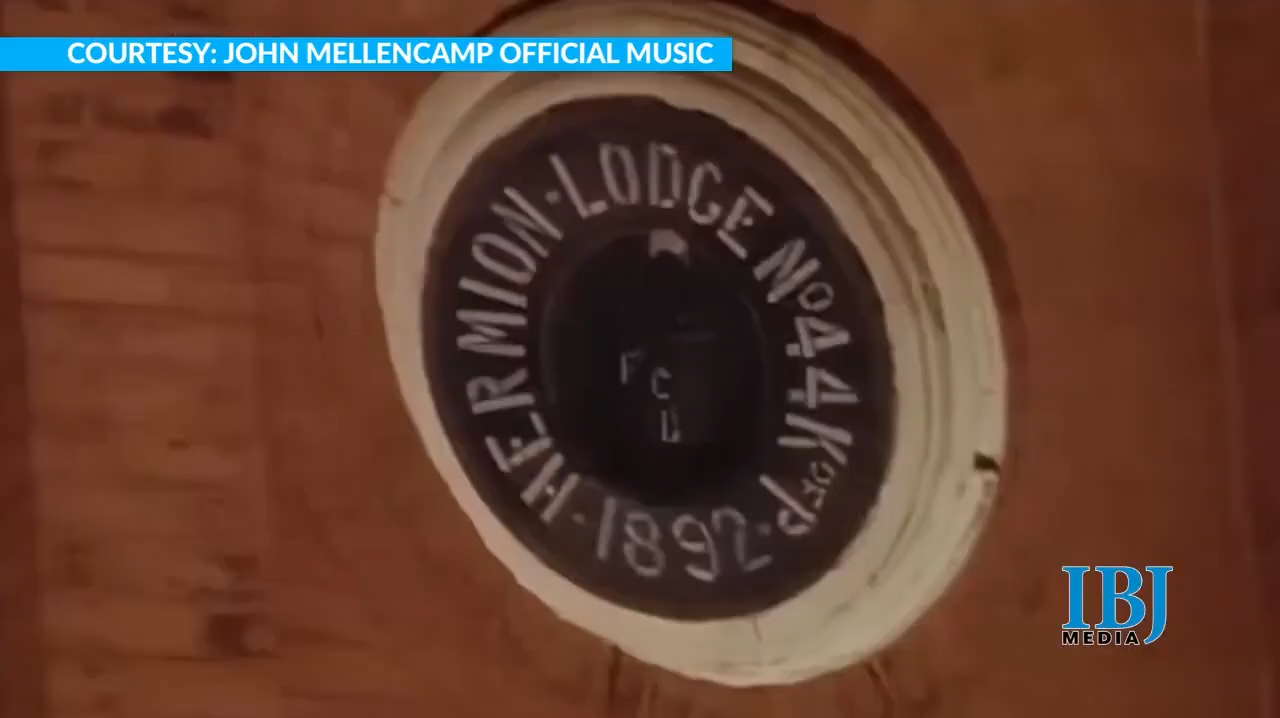 COURTESY: JOHN MELLENCAMP OFFICIAL MUSIC
HERMION · LODGE Nº 44 K OF P · 1892 ·
F C B
IBJ
MEDIA